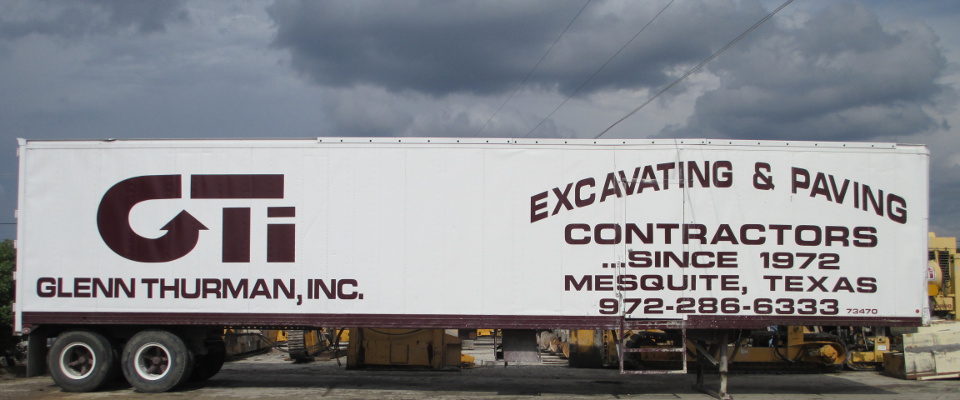 GTi
GLENN THURMAN, INC.
EXCAVATING & PAVING
CONTRACTORS
...SINCE 1972
MESQUITE, TEXAS
972-286-6333 73470